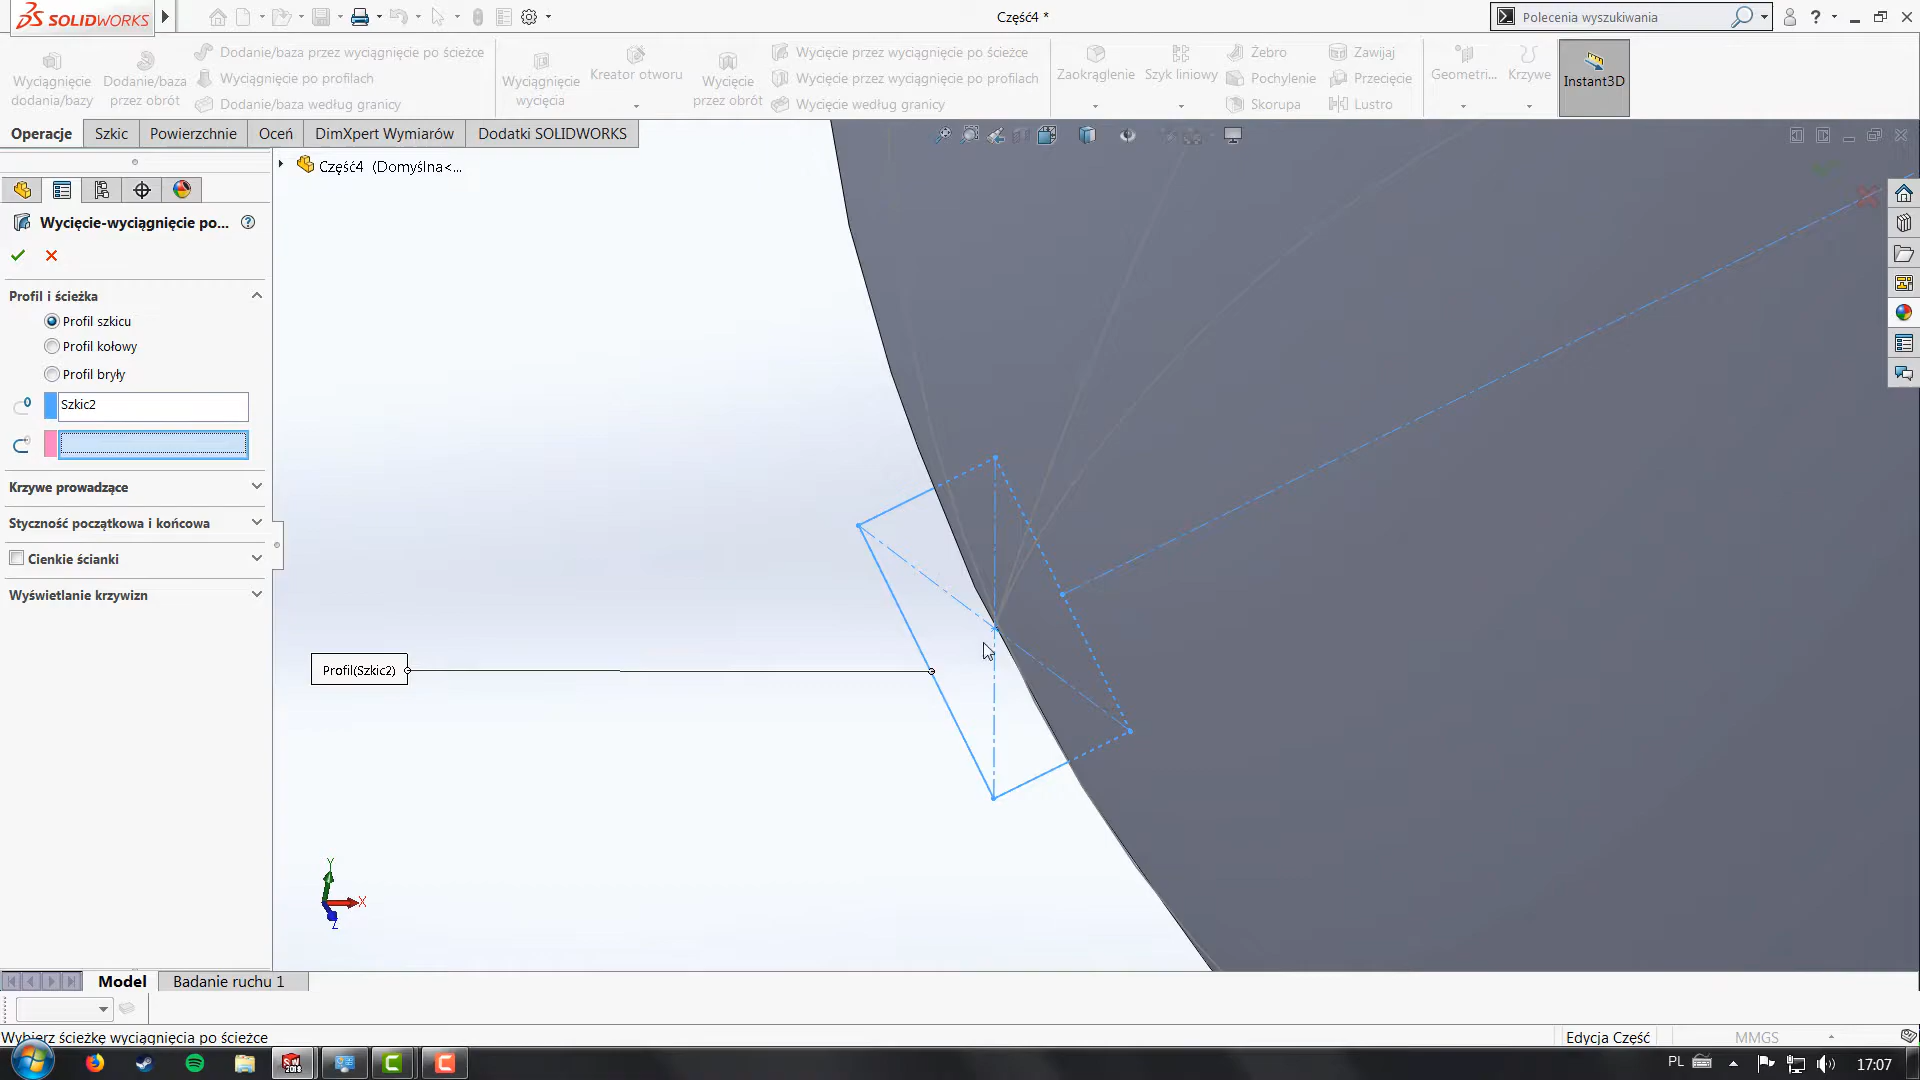 SOLIDWORKS
Część4 *
Polecenia wyszukiwania
Wyciągnięcie dodania/bazy
Dodanie/baza przez obrót
Dodanie/baza przez wyciągnięcie po ścieżce
Wyciągnięcie po profilach
Dodanie/baza według granicy
Wyciągnięcie wycięcia
Kreator otworu
Wycięcie przez obrót
Wycięcie przez wyciągnięcie po ścieżce
Wycięcie przez wyciągnięcie po profilach
Wycięcie według granicy
Zaokrąglenie
Szyk liniowy
Żebro
Pochylenie
Skorupa
Zawijaj
Przecięcie
Lustro
Geometri...
Krzywe
Instant3D
Operacje
Szkic
Powierzchnie
Oceń
DimXpert Wymiarów
Dodatki SOLIDWORKS
Część4 (Domyślna<...
Wycięcie-wyciągnięcie po...
Profil i ścieżka
Profil szkicu
Profil kołowy
Profil bryły
Szkic2
Krzywe prowadzące
Styczność początkowa i końcowa
Cienkie ścianki
Wyświetlanie krzywizn
Profil(Szkic2)
Y
X
Z
Model
Badanie ruchu 1
Wybierz ścieżkę wyciągnięcia po ścieżce
Edycja Część
MMGS
PL
17:07